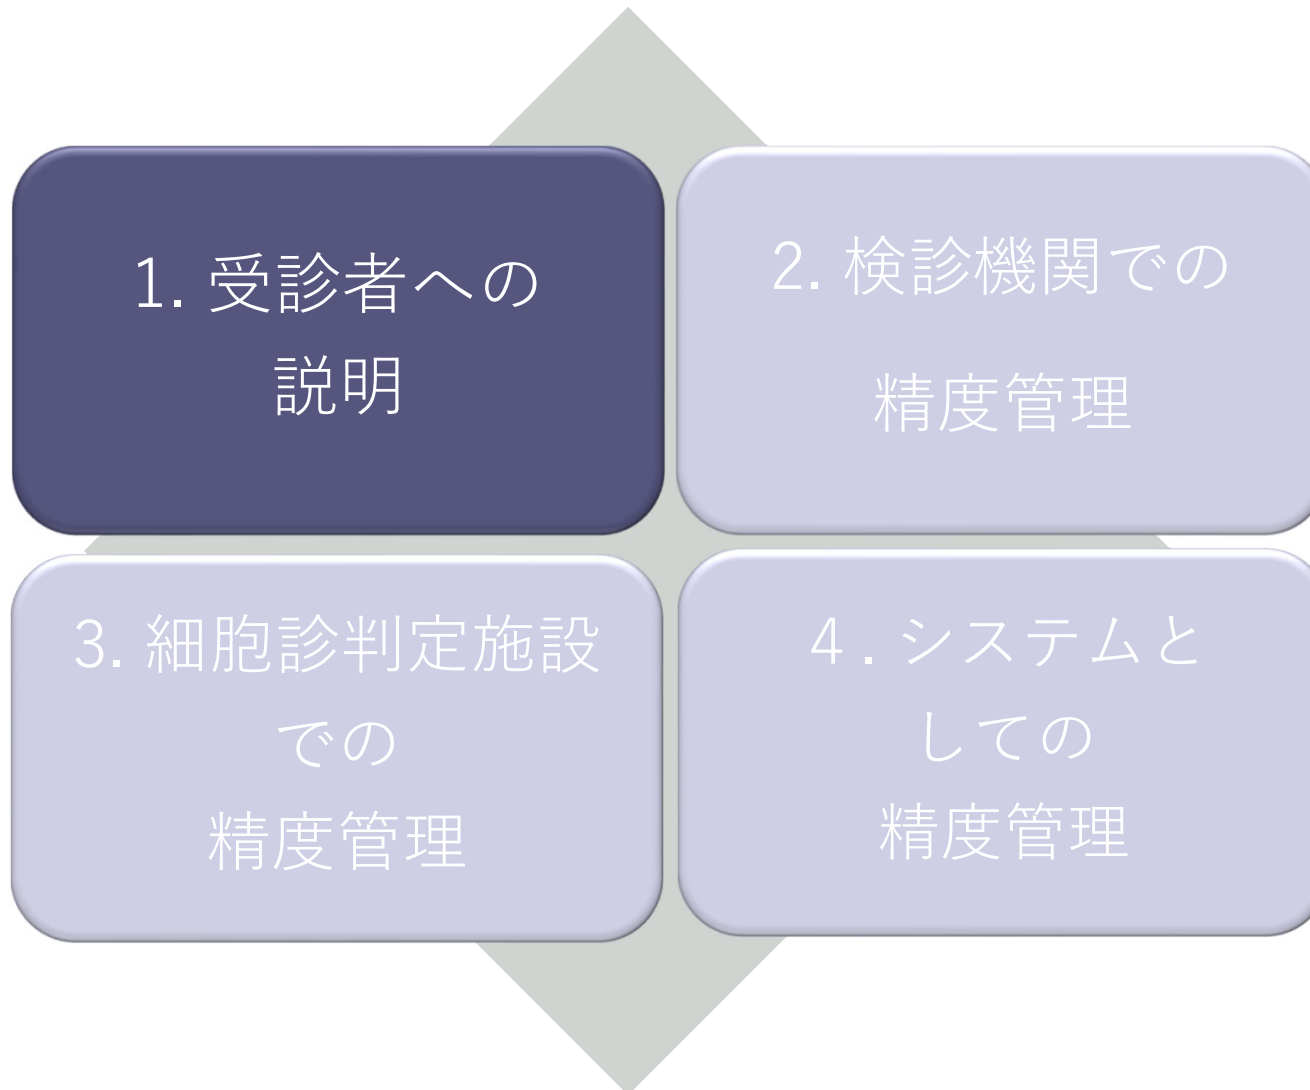 1. 受診者への
説明
2. 検診機関での
精度管理
3. 細胞診判定施設
での
精度管理
４. システムと
しての
精度管理